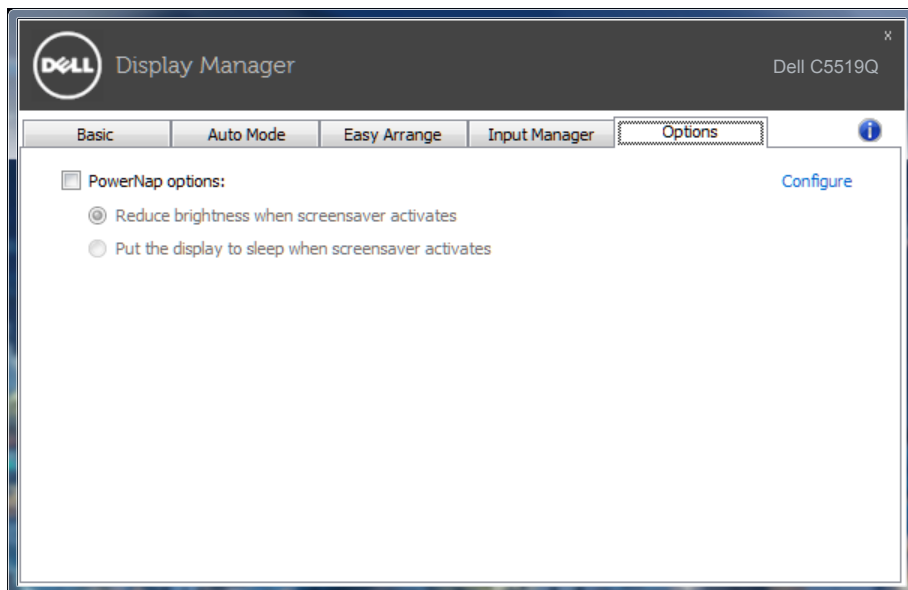 x
DELL Display Manager
Dell C5519Q
Basic Auto Mode Easy Arrange Input Manager Options i
PowerNap options: Configure
Reduce brightness when screensaver activates
Put the display to sleep when screensaver activates